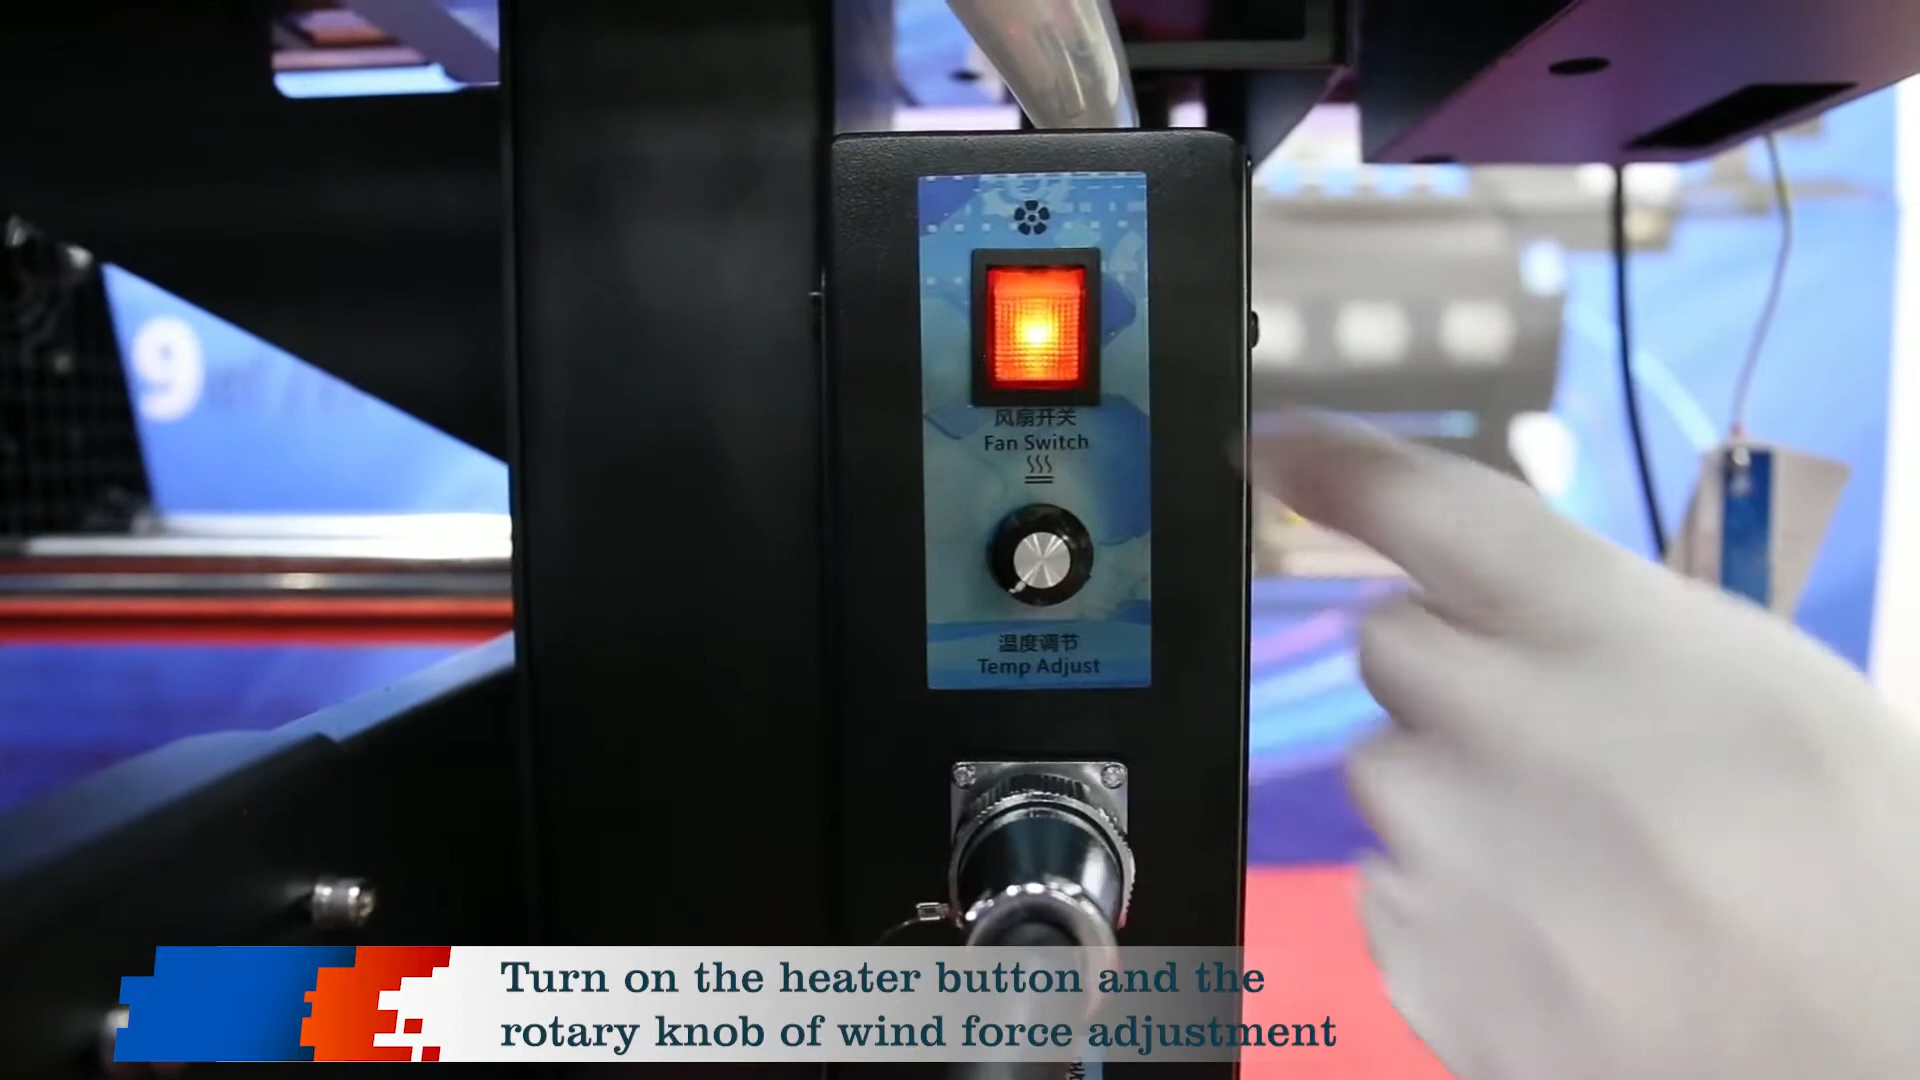 9
风扇开关
Fan Switch
温度调节
Temp Adjust
Turn on the heater button and the
rotary knob of wind force adjustment